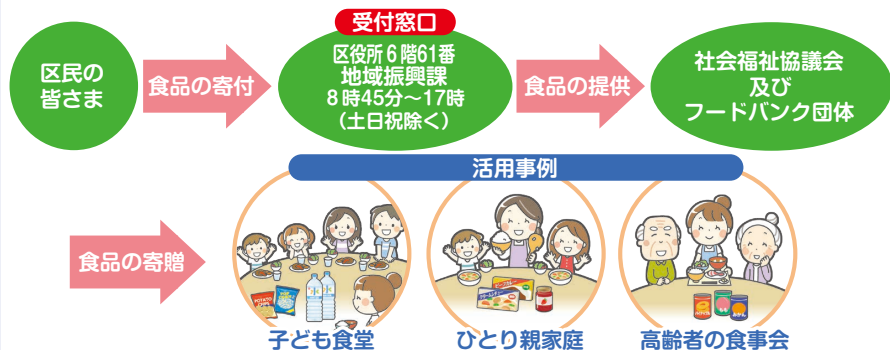 区民の
皆さま
食品の寄付
受付窓口
区役所6階61番
地域振興課
8時45分～17時
（土日祝除く）
食品の提供
社会福祉協議会
及び
フードバンク団体
活用事例
食品の寄贈
POTATO
子ども食堂
ひとり親家庭
高齢者の食事会